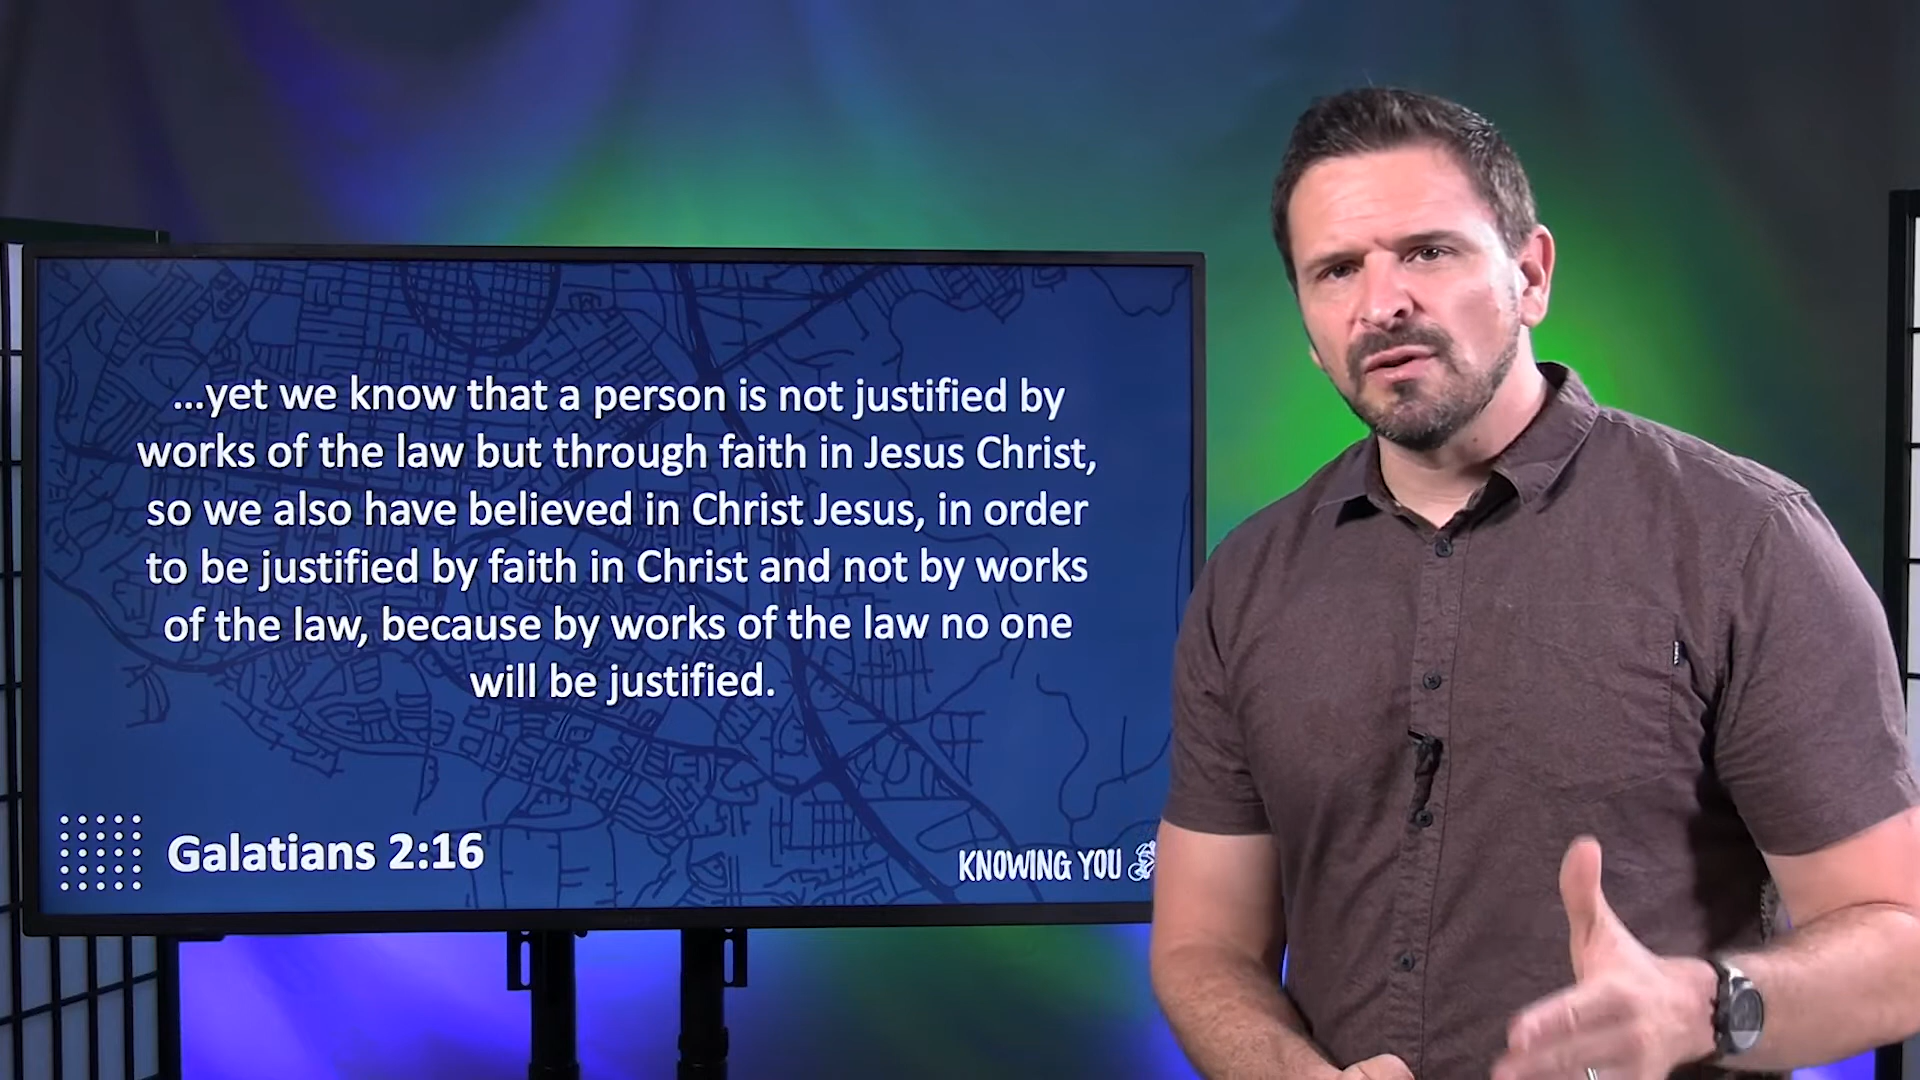 ...yet we know that a person is not justified by
works of the law but through faith in Jesus Christ,
so we also have believed in Christ Jesus, in order
to be justified by faith in Christ and not by works
of the law, because by works of the law no one
will be justified.
Galatians 2:16
KNOWING YOU